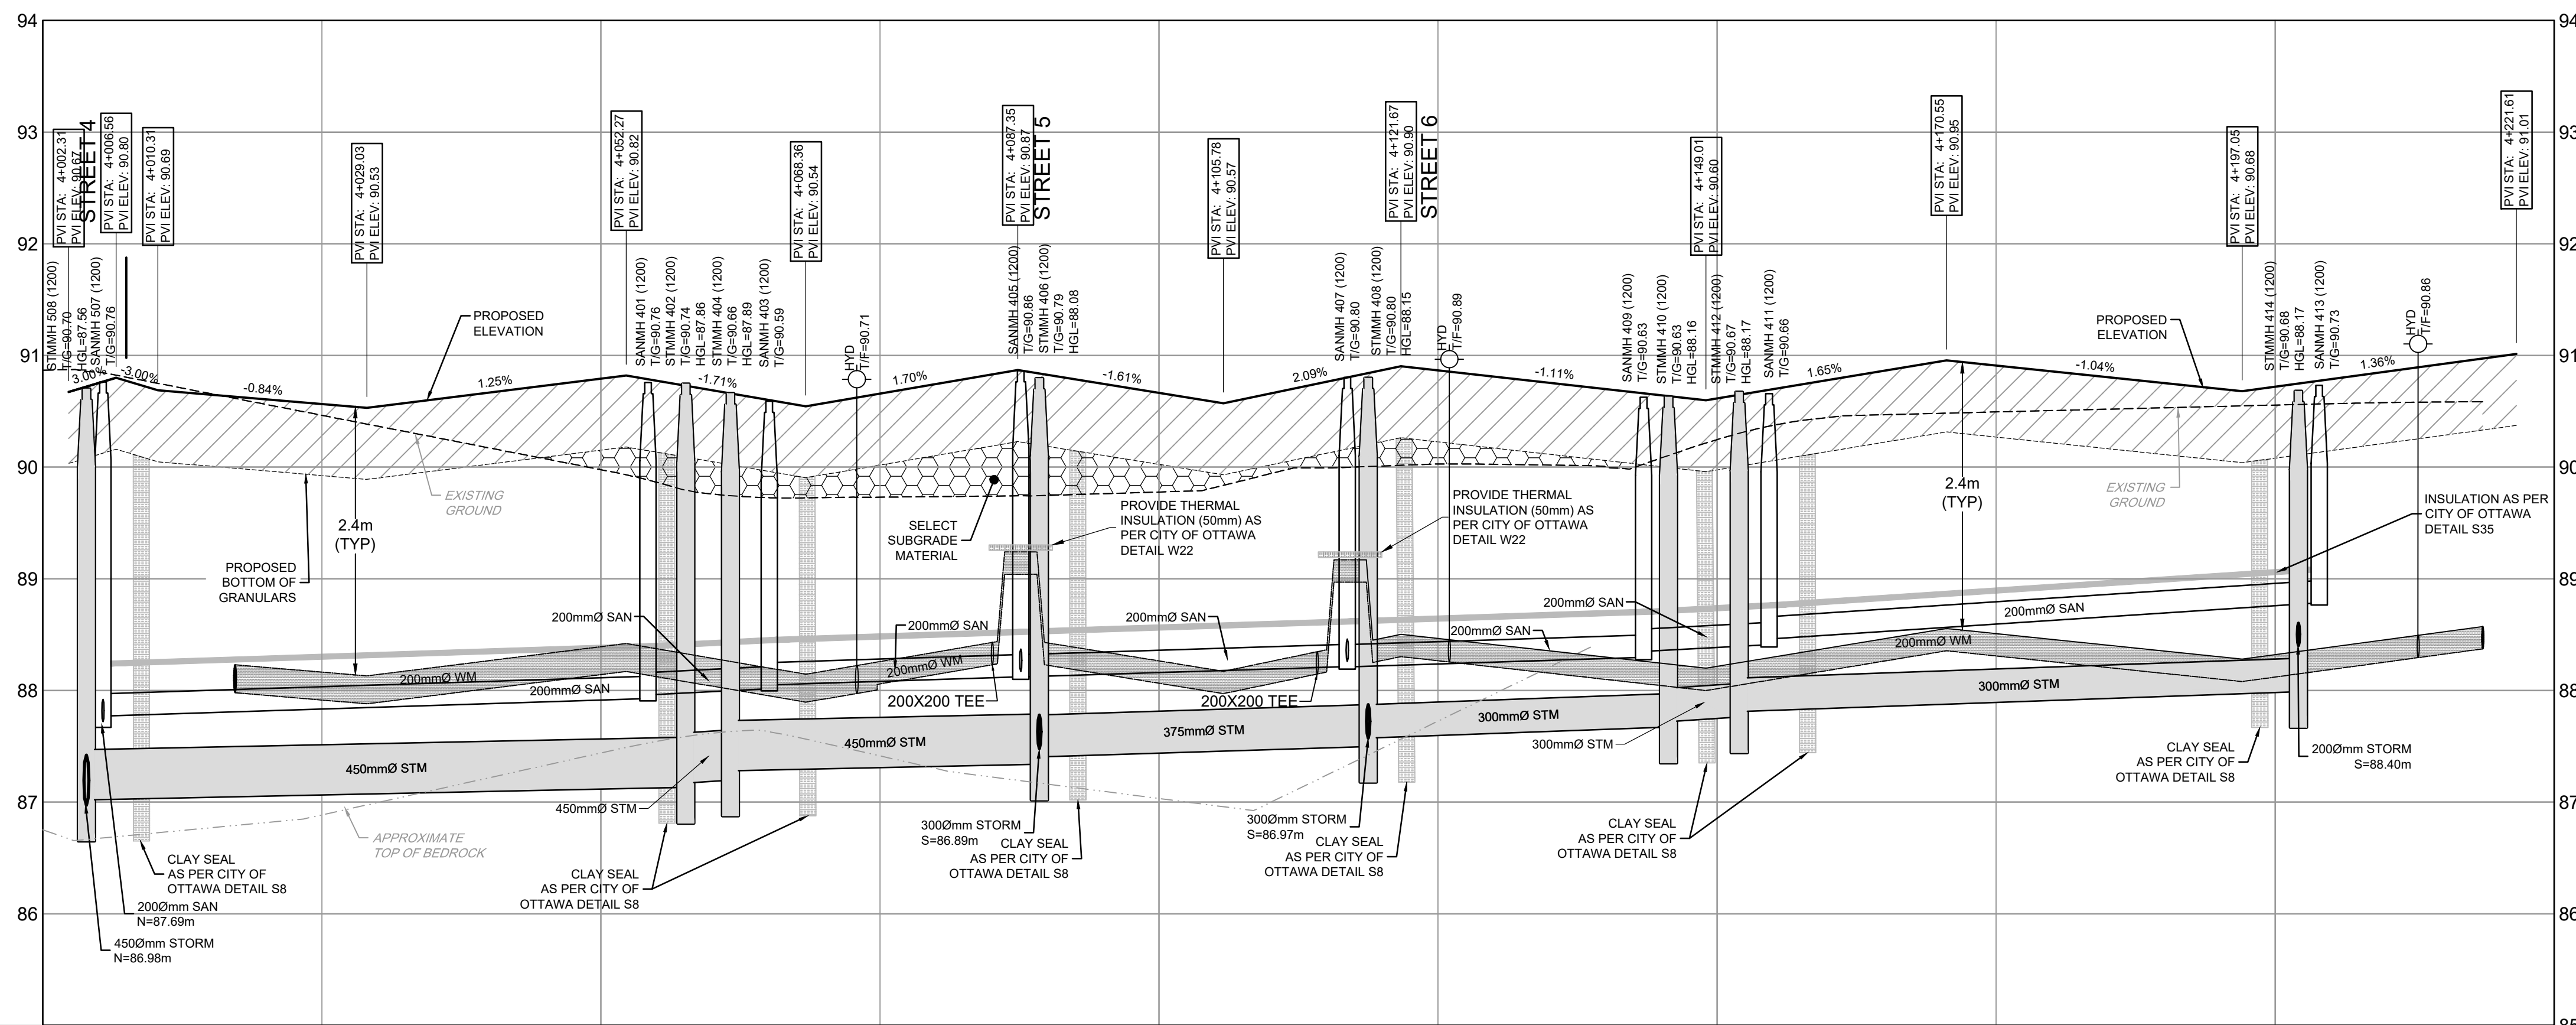 94
93
92
91
90
89
88
87
86
94
93
92
91
90
89
88
87
86
85
PVI STA: 4+002.31
PVI ELEV: 90.67
STREET 4
PVI STA: 4+006.56
PVI ELEV: 90.80
PVI STA: 4+010.31
PVI ELEV: 90.69
PVI STA: 4+029.03
PVI ELEV: 90.53
PVI STA: 4+052.27
PVI ELEV: 90.82
PVI STA: 4+068.36
PVI ELEV: 90.54
PVI STA: 4+087.35
PVI ELEV: 90.87
STREET 5
PVI STA: 4+105.78
PVI ELEV: 90.57
PVI STA: 4+121.67
PVI ELEV: 90.90
STREET 6
PVI STA: 4+149.01
PVI ELEV: 90.60
PVI STA: 4+170.55
PVI ELEV: 90.95
PVI STA: 4+197.05
PVI ELEV: 90.68
PVI STA: 4+221.61
PVI ELEV: 91.01
STMMH 508 (1200)
T/G=90.70
HGL=87.56
SANMH 507 (1200)
T/G=90.76
SANMH 401 (1200)
T/G=90.76
STMMH 402 (1200)
T/G=90.74
HGL=87.86
STMMH 404 (1200)
T/G=90.66
HGL=87.89
SANMH 403 (1200)
T/G=90.59
HYD
T/F=90.71
SANMH 405 (1200)
T/G=90.86
STMMH 406 (1200)
T/G=90.79
HGL=88.08
SANMH 407 (1200)
T/G=90.80
STMMH 408 (1200)
T/G=90.80
HGL=88.15
HYD
T/F=90.89
SANMH 409 (1200)
T/G=90.63
STMMH 410 (1200)
T/G=90.63
HGL=88.16
STMMH 412 (1200)
T/G=90.67
HGL=88.17
SANMH 411 (1200)
T/G=90.66
STMMH 414 (1200)
T/G=90.68
HGL=88.17
SANMH 413 (1200)
T/G=90.73
HYD
T/F=90.86
3.00%
-3.00%
-0.84%
1.25%
-1.71%
1.70%
-1.61%
2.09%
-1.11%
1.65%
-1.04%
1.36%
PROPOSED
ELEVATION
PROPOSED
ELEVATION
EXISTING
GROUND
EXISTING
GROUND
2.4m
(TYP)
2.4m
(TYP)
PROPOSED
BOTTOM OF
GRANULARS
SELECT
SUBGRADE
MATERIAL
PROVIDE THERMAL
INSULATION (50mm) AS
PER CITY OF OTTAWA
DETAIL W22
PROVIDE THERMAL
INSULATION (50mm) AS
PER CITY OF OTTAWA
DETAIL W22
INSULATION AS PER
CITY OF OTTAWA
DETAIL S35
200mmØ SAN
200mmØ SAN
200mmØ SAN
200mmØ SAN
200mmØ SAN
200mmØ SAN
200mmØ SAN
200mmØ WM
200mmØ WM
200mmØ WM
200X200 TEE
200X200 TEE
450mmØ STM
450mmØ STM
450mmØ STM
375mmØ STM
300mmØ STM
300mmØ STM
300mmØ STM
APPROXIMATE
TOP OF BEDROCK
CLAY SEAL
AS PER CITY OF
OTTAWA DETAIL S8
200Ømm SAN
N=87.69m
450Ømm STORM
N=86.98m
CLAY SEAL
AS PER CITY OF
OTTAWA DETAIL S8
300Ømm STORM
S=86.89m
CLAY SEAL
AS PER CITY OF
OTTAWA DETAIL S8
300Ømm STORM
S=86.97m
CLAY SEAL
AS PER CITY OF
OTTAWA DETAIL S8
CLAY SEAL
AS PER CITY OF
OTTAWA DETAIL S8
CLAY SEAL
AS PER CITY OF
OTTAWA DETAIL S8
200Ømm STORM
S=88.40m